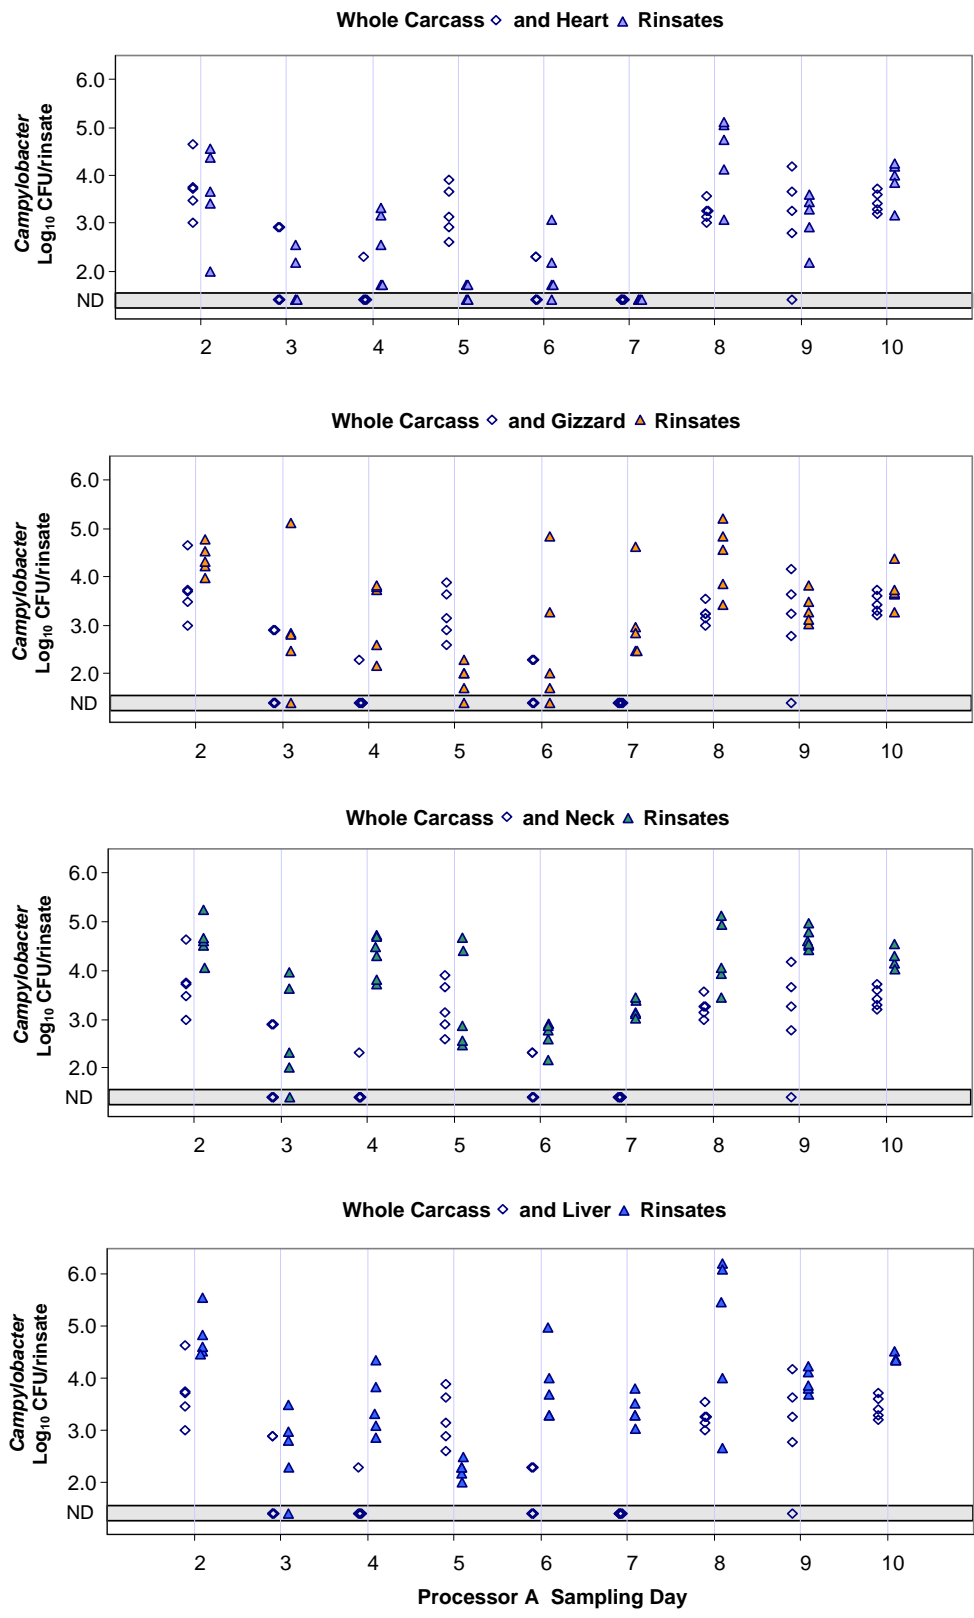 Whole Carcass ◇ and Heart △ Rinsates
Campylobacter
Log₁₀ CFU/rinsate
6.0
5.0
4.0
3.0
2.0
ND
2 3 4 5 6 7 8 9 10
Whole Carcass ◇ and Gizzard △ Rinsates
Campylobacter
Log₁₀ CFU/rinsate
6.0
5.0
4.0
3.0
2.0
ND
2 3 4 5 6 7 8 9 10
Whole Carcass ◇ and Neck △ Rinsates
Campylobacter
Log₁₀ CFU/rinsate
6.0
5.0
4.0
3.0
2.0
ND
2 3 4 5 6 7 8 9 10
Whole Carcass ◇ and Liver △ Rinsates
Campylobacter
Log₁₀ CFU/rinsate
6.0
5.0
4.0
3.0
2.0
ND
2 3 4 5 6 7 8 9 10
Processor A Sampling Day